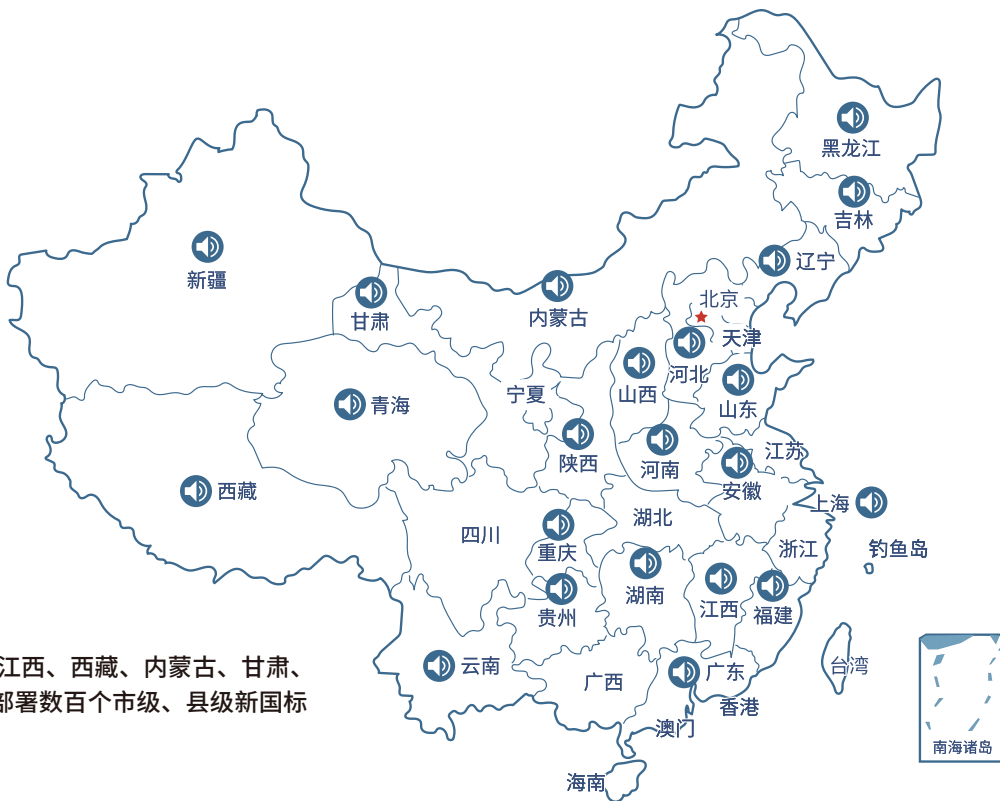 黑龙江
吉林
辽宁
新疆
甘肃
内蒙古
北京
天津
河北
山西
山东
宁夏
青海
陕西
河南
江苏
安徽
西藏
上海
湖北
四川
重庆
浙江
钓鱼岛
湖南
江西
福建
贵州
云南
台湾
广西
广东
香港
澳门
海南
南海诸岛
江西、西藏、内蒙古、甘肃、
部署数百个市级、县级新国标